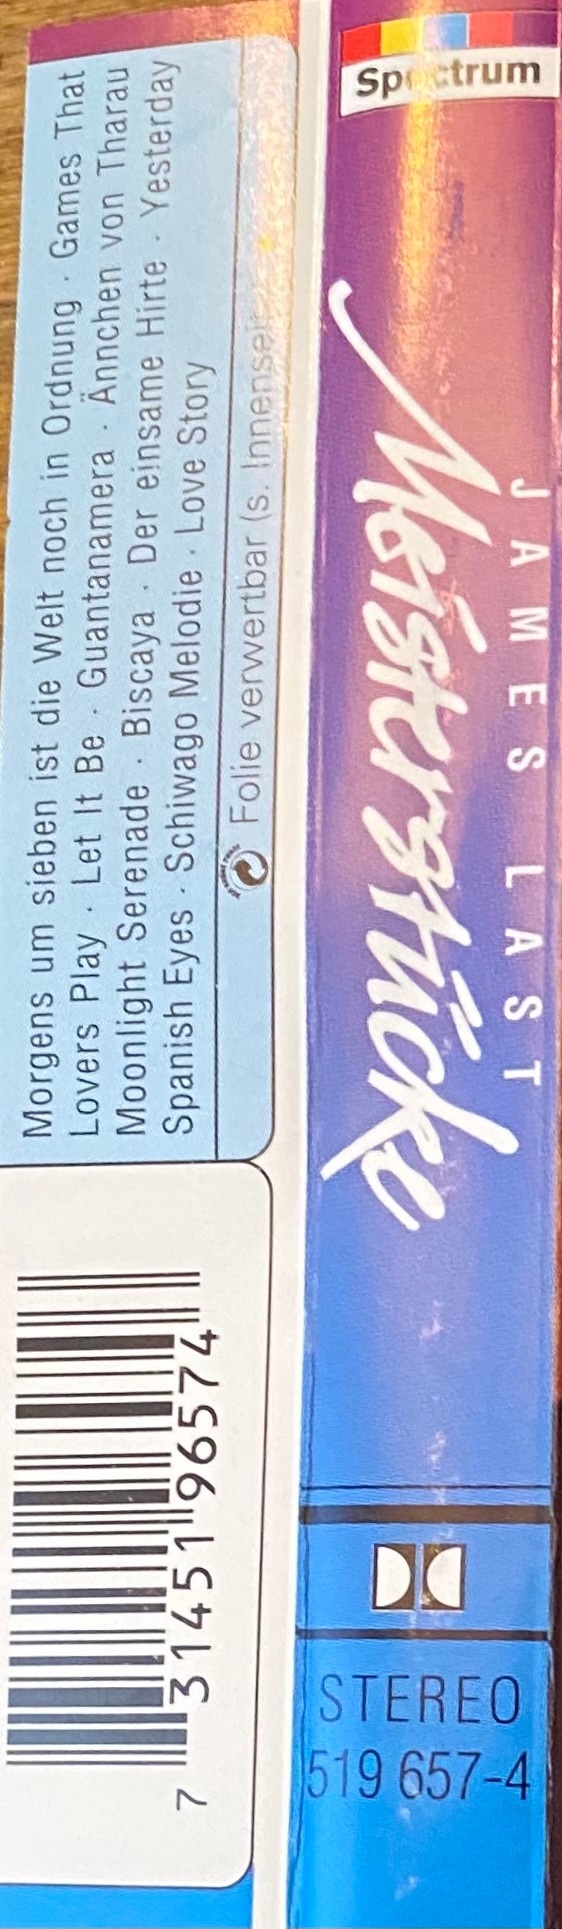 Morgens um sieben ist die Welt noch in Ordnung · Games That
Lovers Play · Let It Be · Guantanamera · Ännchen von Tharau
Moonlight Serenade · Biscaya · Der einsame Hirte · Yesterday
Spanish Eyes · Schiwago Melodie · Love Story
Folie verwertbar (s. Innenseit
7 31451 96574
Spectrum
JAMES LAST
Meisterstücke
STEREO
519 657-4